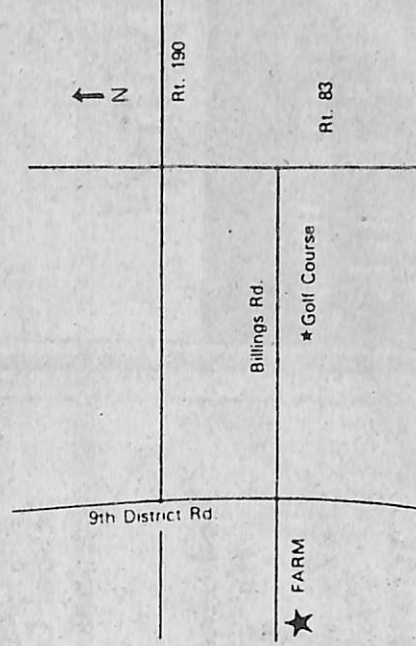 N
Rt. 190
Rt. 83
Billings Rd.
★Golf Course
9th District Rd.
★ FARM